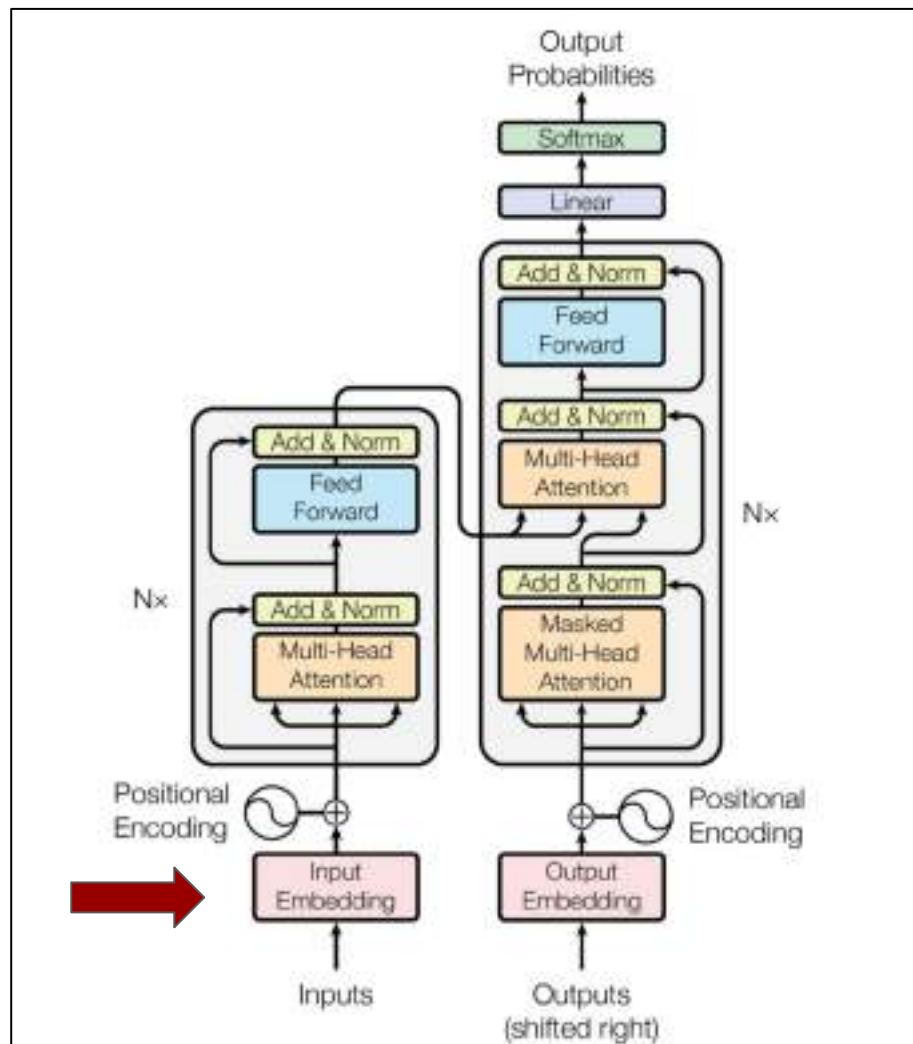 Output
Probabilities
Softmax
Linear
Add & Norm
Feed
Forward
Add & Norm
Multi-Head
Attention
Nx
Add & Norm
Masked
Multi-Head
Attention
Add & Norm
Feed
Forward
Nx
Add & Norm
Multi-Head
Attention
Positional
Encoding
Positional
Encoding
Input
Embedding
Output
Embedding
Inputs
Outputs
(shifted right)